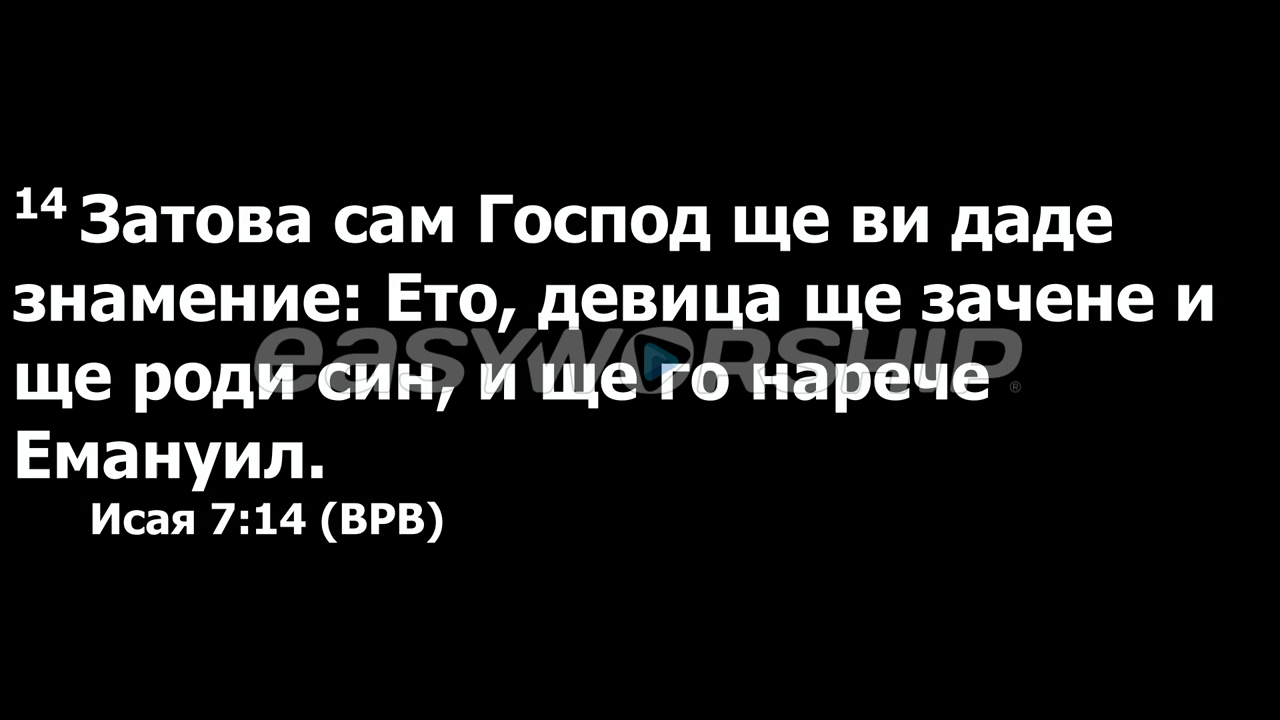 14 Затова сам Господ ще ви даде
знамение: Ето, девица ще зачене и
ще роди син, и ще го нарече
Емануил.
Исая 7:14 (ВРВ)
easyworship®